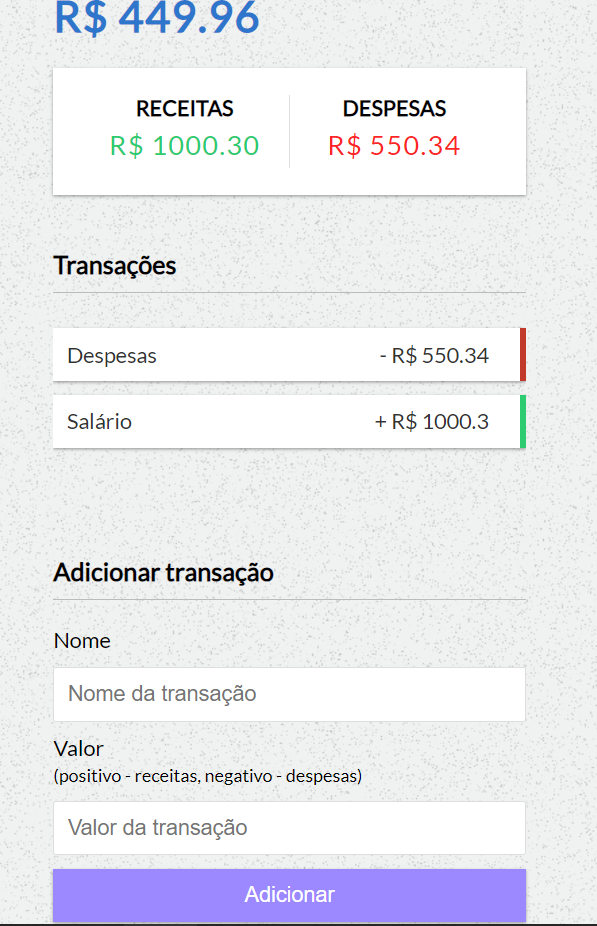 R$ 449.96
RECEITAS
R$ 1000.30
DESPESAS
R$ 550.34
Transações
Despesas - R$ 550.34
Salário + R$ 1000.3
Adicionar transação
Nome
Nome da transação
Valor
(positivo - receitas, negativo - despesas)
Valor da transação
Adicionar